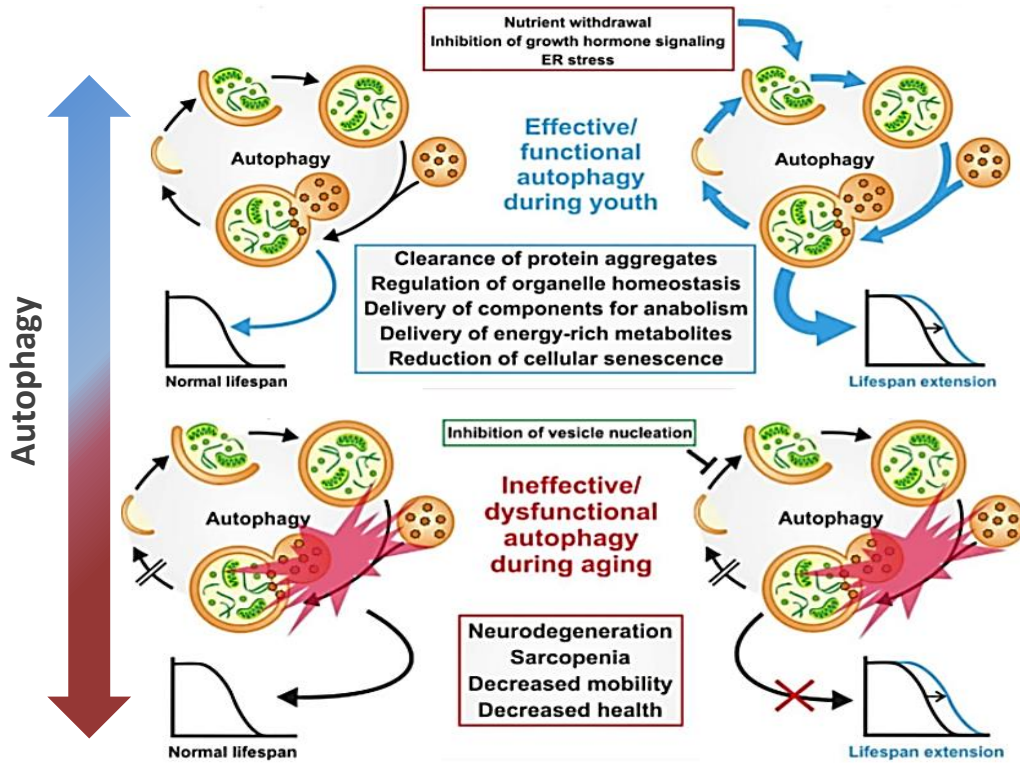 Autophagy
Nutrient withdrawal
Inhibition of growth hormone signaling
ER stress
Autophagy
Effective/
functional
autophagy
during youth
Autophagy
Clearance of protein aggregates
Regulation of organelle homeostasis
Delivery of components for anabolism
Delivery of energy-rich metabolites
Reduction of cellular senescence
Normal lifespan
Lifespan extension
Inhibition of vesicle nucleation
Autophagy
Ineffective/
dysfunctional
autophagy
during aging
Autophagy
Neurodegeneration
Sarcopenia
Decreased mobility
Decreased health
Normal lifespan
Lifespan extension